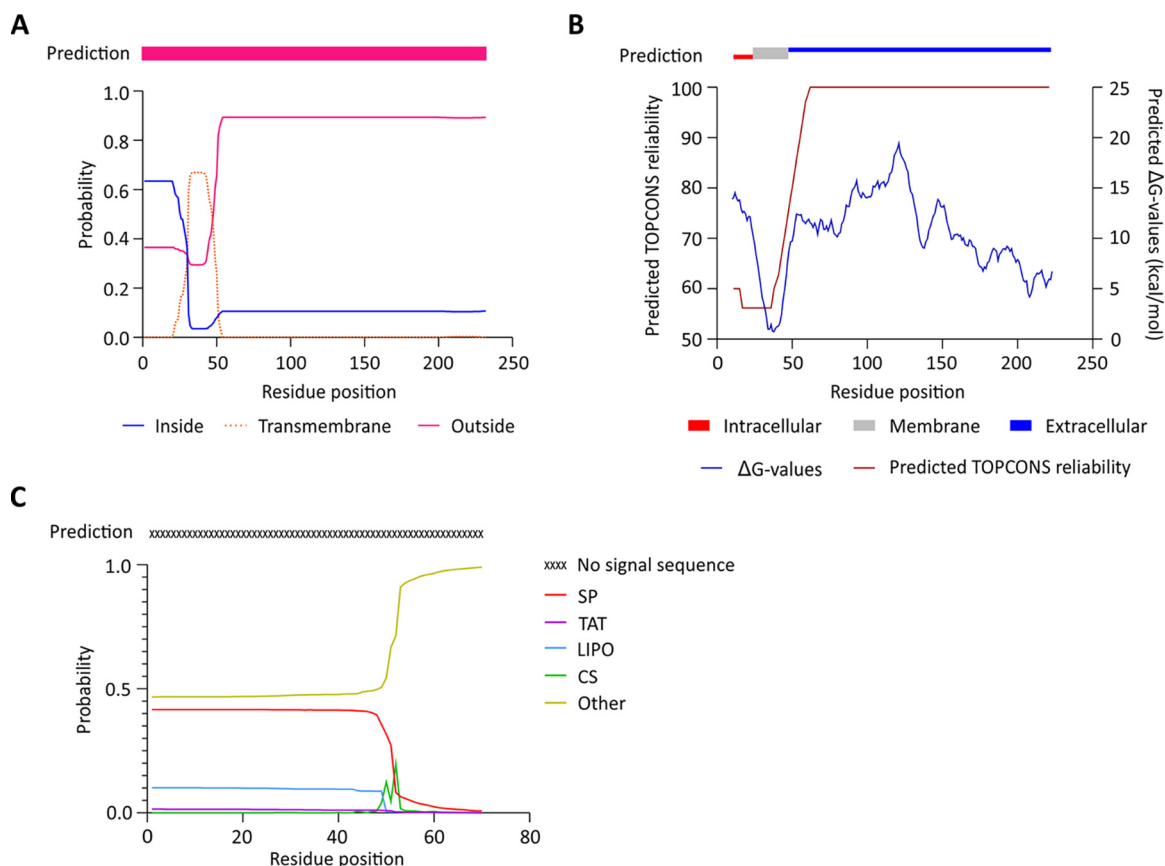 A
Prediction
1.0
0.8
0.6
0.4
0.2
0.0
Probability
0
50
100
150
200
250
Residue position
Inside
Transmembrane
Outside
B
Prediction
100
90
80
70
60
50
Predicted TOPCONS reliability
25
20
15
10
5
0
Predicted ΔG-values (kcal/mol)
0
50
100
150
200
250
Residue position
Intracellular
Membrane
Extracellular
ΔG-values
Predicted TOPCONS reliability
C
Prediction
1.0
0.5
0.0
Probability
0
20
40
60
80
Residue position
xxxx No signal sequence
SP
TAT
LIPO
CS
Other